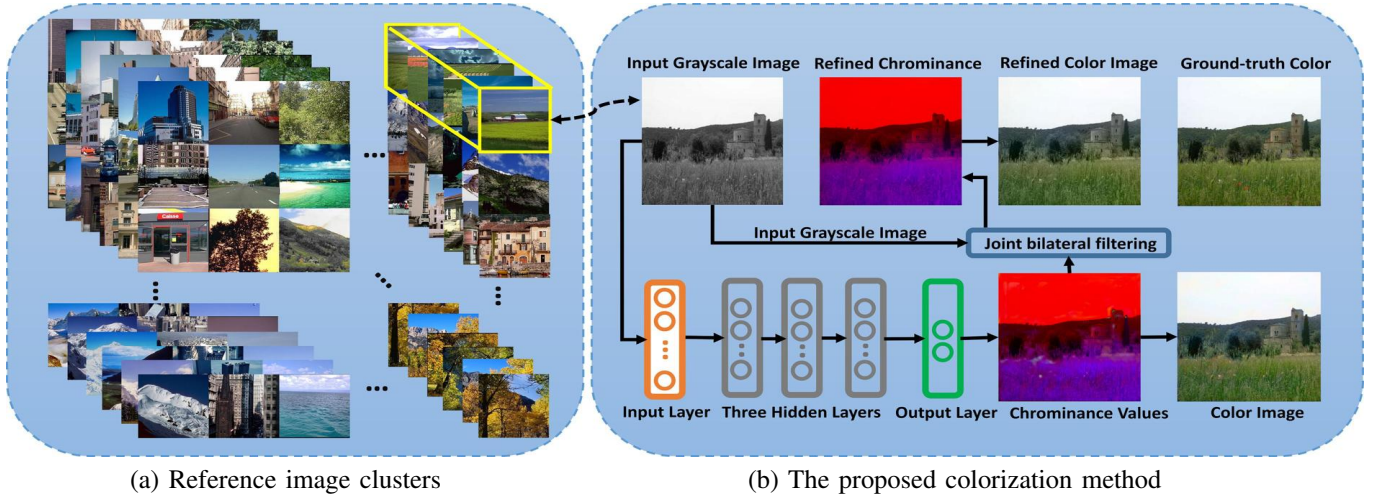 Input Grayscale Image
Refined Chrominance
Refined Color Image
Ground-truth Color
Input Grayscale Image
Joint bilateral filtering
Input Layer
Three Hidden Layers
Output Layer
Chrominance Values
Color Image
(a) Reference image clusters
(b) The proposed colorization method